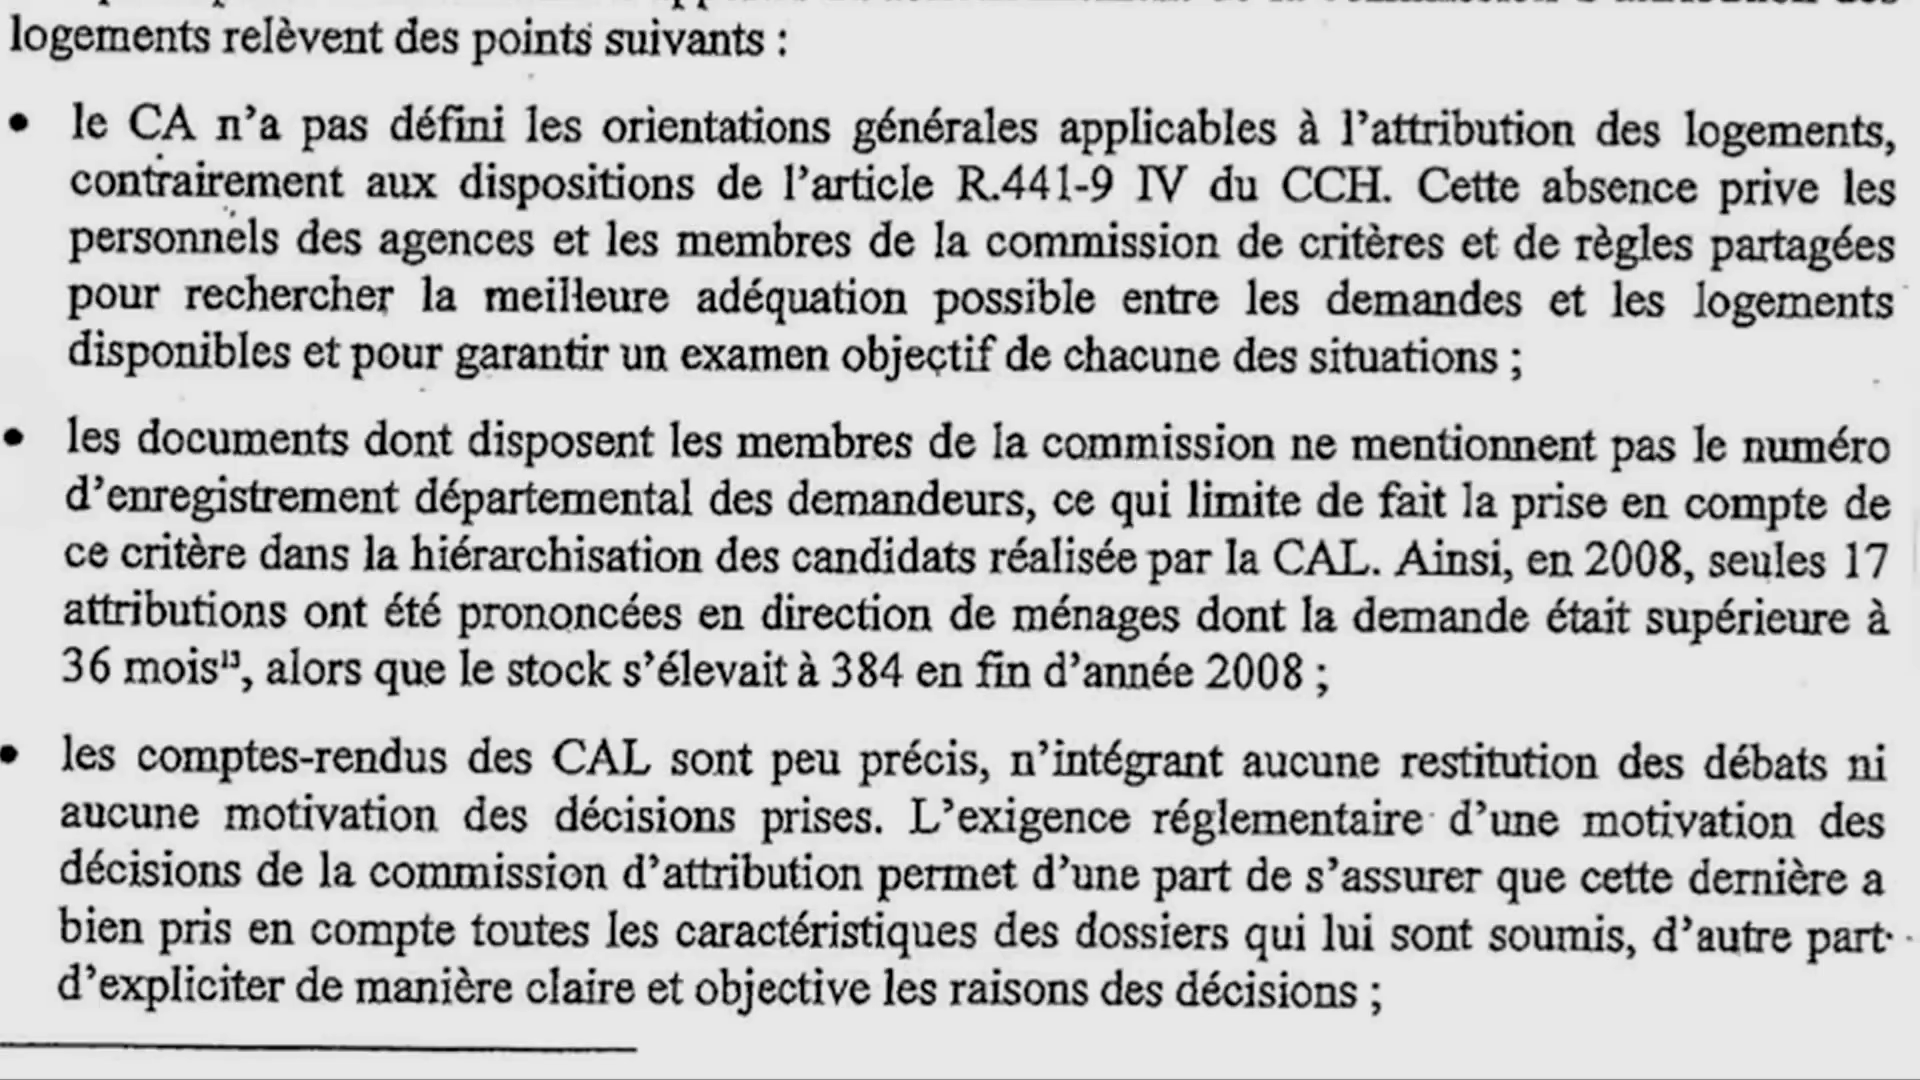 logements relèvent des points suivants :
• le CA n'a pas défini les orientations générales applicables à l'attribution des logements,
contrairement aux dispositions de l'article R.441-9 IV du CCH. Cette absence prive les
personnels des agences et les membres de la commission de critères et de règles partagées
pour rechercher la meilleure adéquation possible entre les demandes et les logements
disponibles et pour garantir un examen objectif de chacune des situations ;
• les documents dont disposent les membres de la commission ne mentionnent pas le numéro
d'enregistrement départemental des demandeurs, ce qui limite de fait la prise en compte de
ce critère dans la hiérarchisation des candidats réalisée par la CAL. Ainsi, en 2008, seules 17
attributions ont été prononcées en direction de ménages dont la demande était supérieure à
36 mois¹³, alors que le stock s'élevait à 384 en fin d'année 2008 ;
• les comptes-rendus des CAL sont peu précis, n'intégrant aucune restitution des débats ni
aucune motivation des décisions prises. L'exigence réglementaire d'une motivation des
décisions de la commission d'attribution permet d'une part de s'assurer que cette dernière a
bien pris en compte toutes les caractéristiques des dossiers qui lui sont soumis, d'autre part
d'expliciter de manière claire et objective les raisons des décisions ;